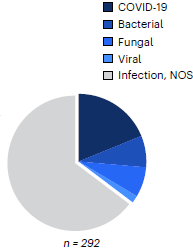 COVID-19
Bacterial
Fungal
Viral
Infection, NOS
n = 292